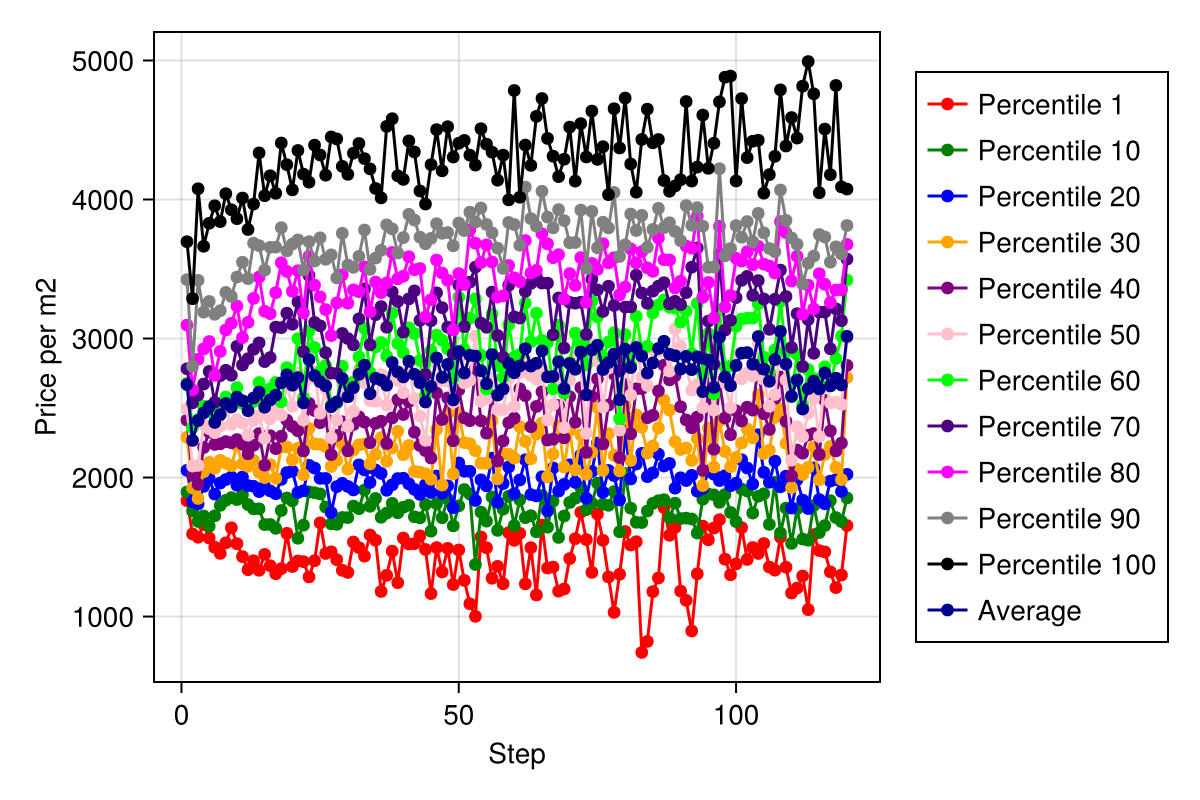 5000
4000
3000
2000
1000
Price per m2
0
50
100
Step
Percentile 1
Percentile 10
Percentile 20
Percentile 30
Percentile 40
Percentile 50
Percentile 60
Percentile 70
Percentile 80
Percentile 90
Percentile 100
Average